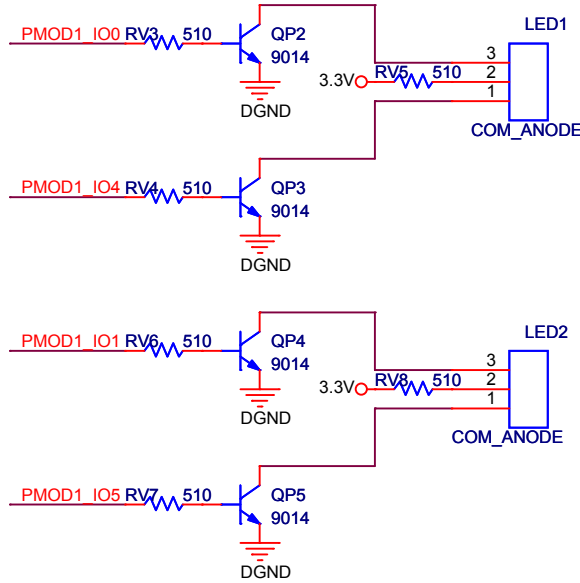 PMOD1_IO0 RV3 510 QP2 LED1
9014
3
3.3V RV5 510 2
1
DGND
COM_ANODE
PMOD1_IO4 RV4 510 QP3
9014
DGND
LED2
PMOD1_IO1 RV6 510 QP4
9014
3
3.3V RV8 510 2
1
DGND
COM_ANODE
PMOD1_IO5 RV7 510 QP5
9014
DGND